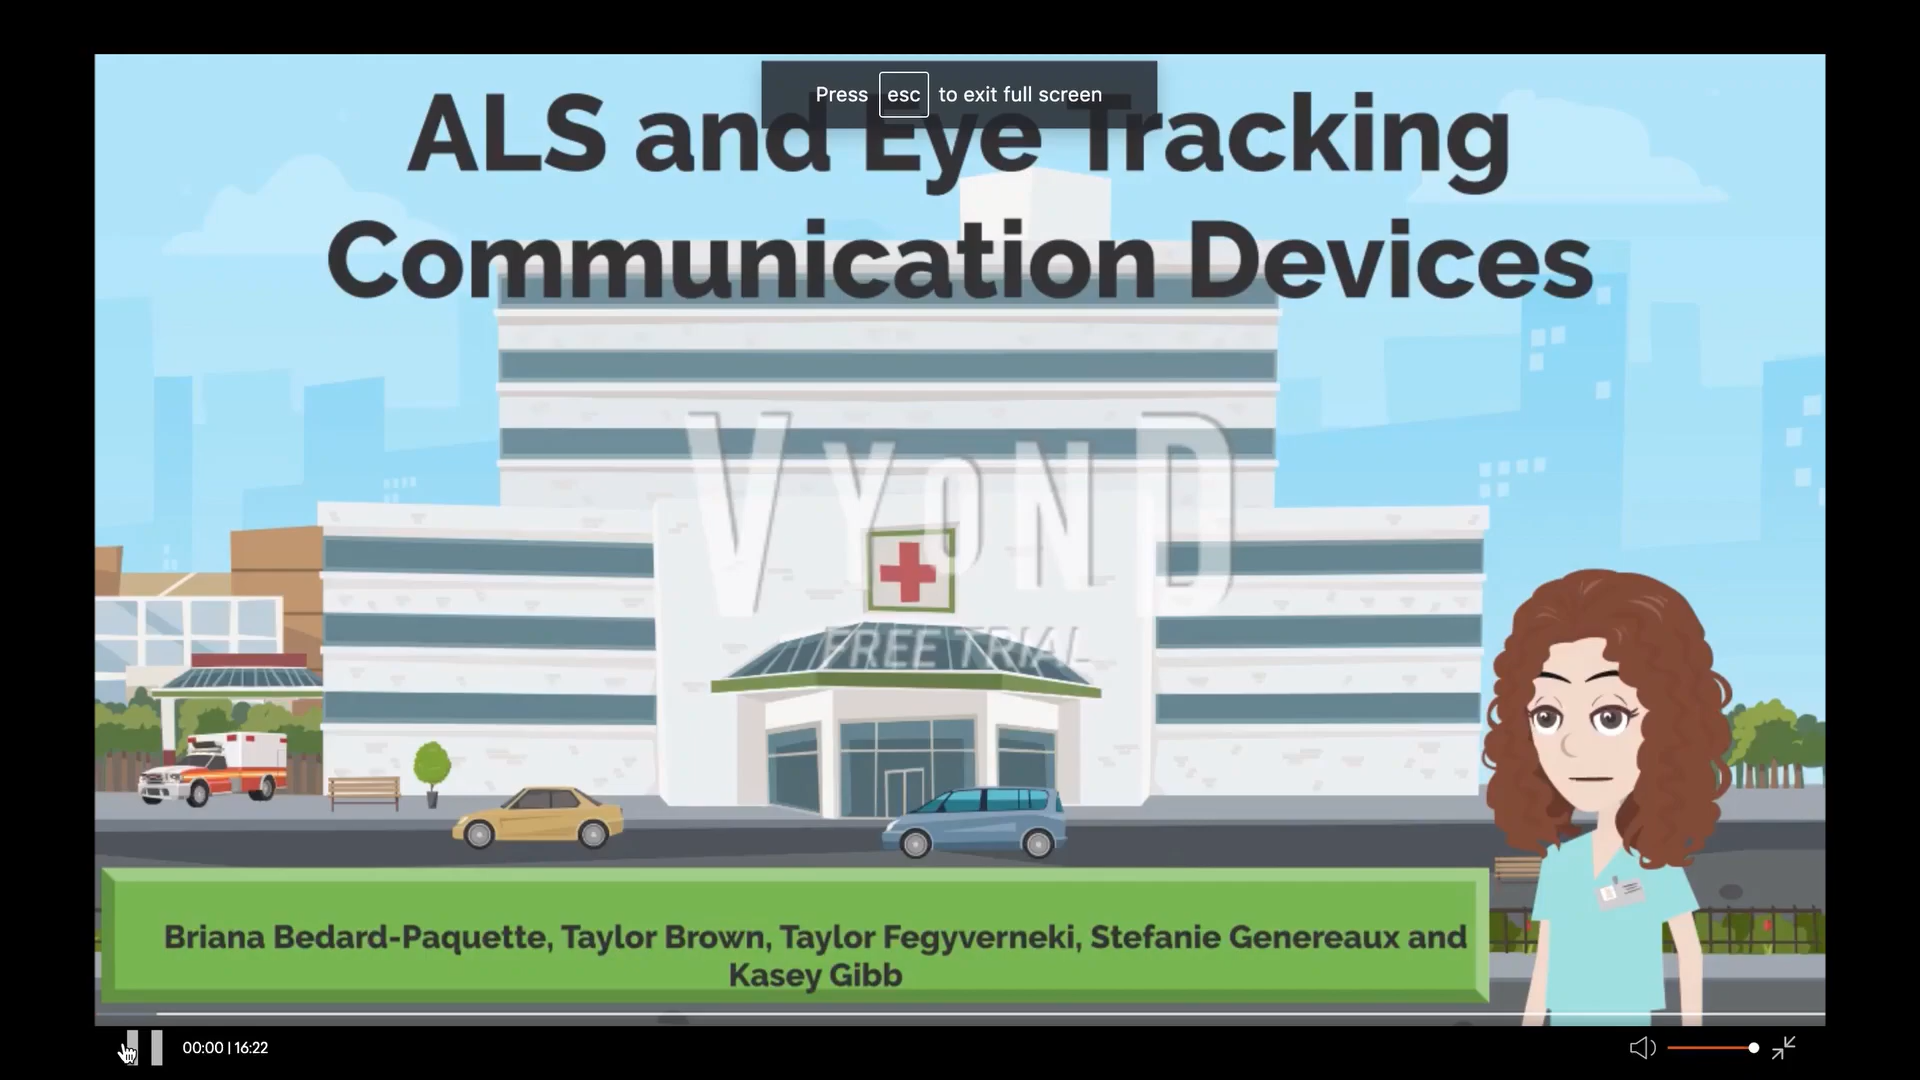 Press esc to exit full screen
ALS and Eye Tracking
Communication Devices
VYOND
FREE TRIAL
Briana Bedard-Paquette, Taylor Brown, Taylor Fegyverneki, Stefanie Genereaux and
Kasey Gibb
00:00 | 16:22